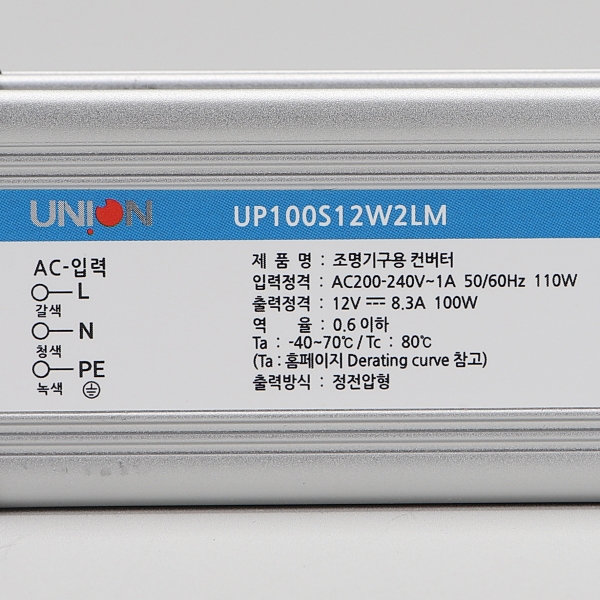 UNION UP100S12W2LM
AC-입력
L
갈색
N
청색
PE
녹색
제 품 명 : 조명기구용 컨버터
입력정격 : AC200-240V~1A 50/60Hz 110W
출력정격 : 12V ⎓ 8.3A 100W
역 율 : 0.6 이하
Ta : -40~70℃ / Tc : 80℃
(Ta : 홈페이지 Derating curve 참고)
출력방식 : 정전압형